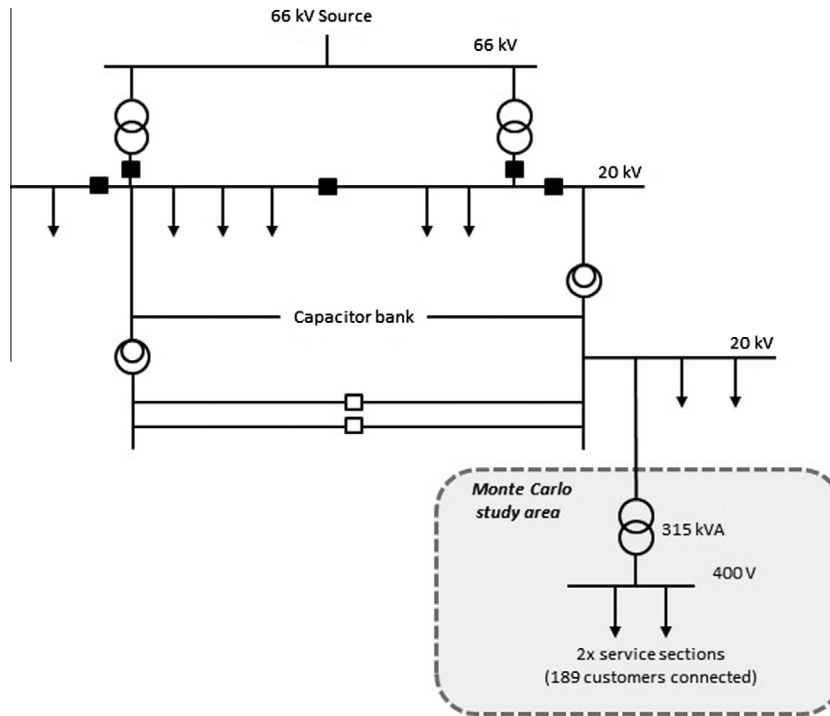 66 kV Source
66 kV
20 kV
Capacitor bank
20 kV
Monte Carlo
study area
315 kVA
400 V
2x service sections
(189 customers connected)